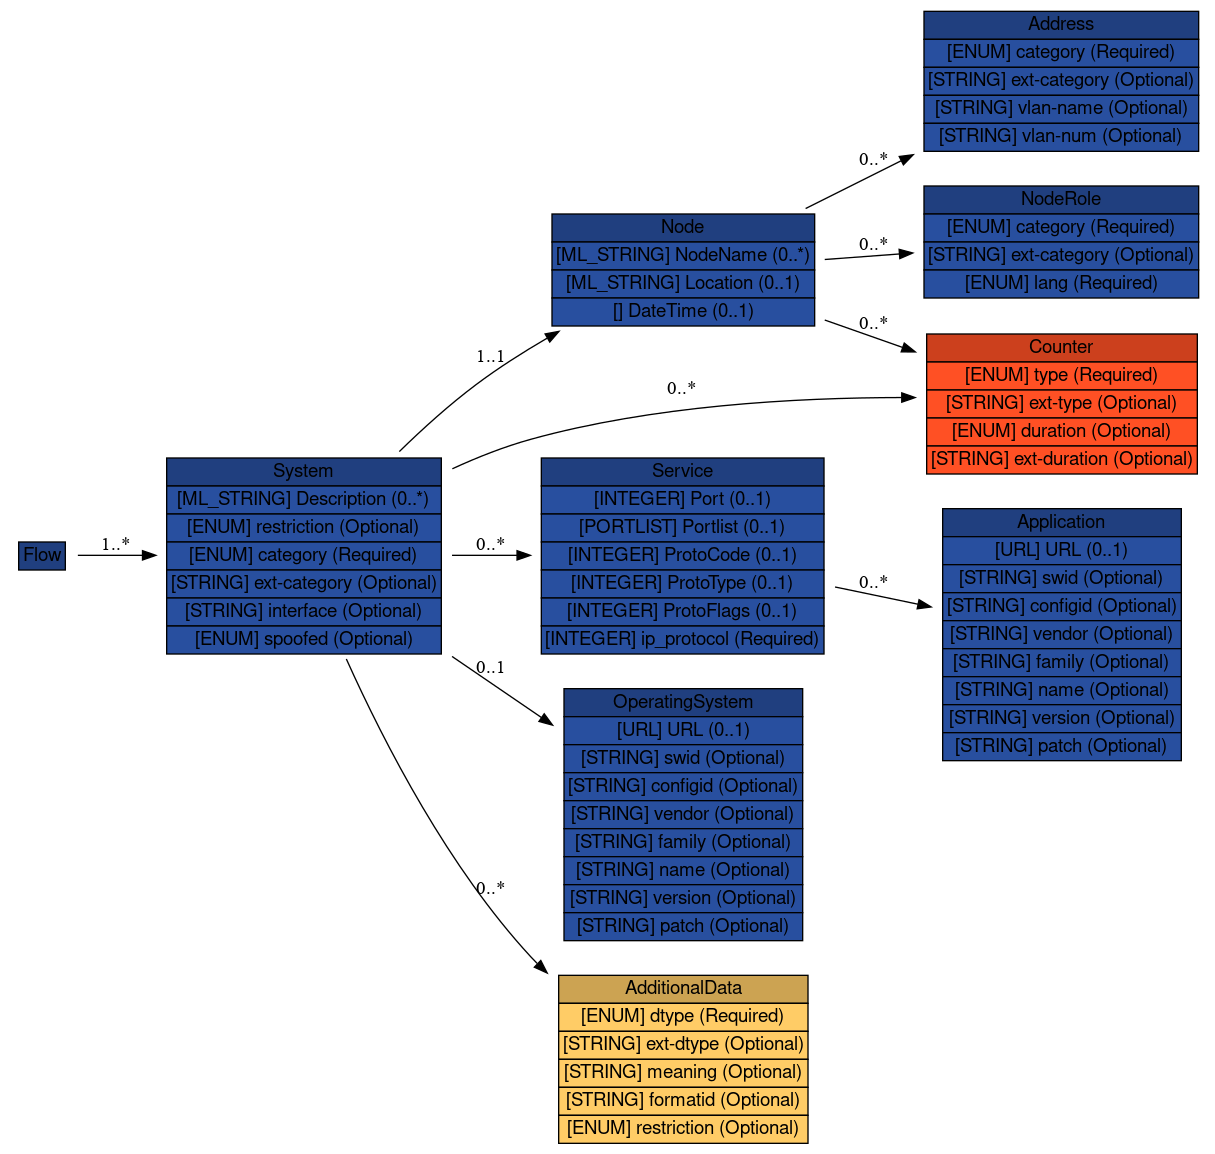 Flow
1..*
System
[ML_STRING] Description (0..*)
[ENUM] restriction (Optional)
[ENUM] category (Required)
[STRING] ext-category (Optional)
[STRING] interface (Optional)
[ENUM] spoofed (Optional)
1..1
0..*
0..*
0..1
0..*
Node
[ML_STRING] NodeName (0..*)
[ML_STRING] Location (0..1)
[] DateTime (0..1)
0..*
0..*
0..*
Address
[ENUM] category (Required)
[STRING] ext-category (Optional)
[STRING] vlan-name (Optional)
[STRING] vlan-num (Optional)
NodeRole
[ENUM] category (Required)
[STRING] ext-category (Optional)
[ENUM] lang (Required)
Counter
[ENUM] type (Required)
[STRING] ext-type (Optional)
[ENUM] duration (Optional)
[STRING] ext-duration (Optional)
Service
[INTEGER] Port (0..1)
[PORTLIST] Portlist (0..1)
[INTEGER] ProtoCode (0..1)
[INTEGER] ProtoType (0..1)
[INTEGER] ProtoFlags (0..1)
[INTEGER] ip_protocol (Required)
0..*
Application
[URL] URL (0..1)
[STRING] swid (Optional)
[STRING] configid (Optional)
[STRING] vendor (Optional)
[STRING] family (Optional)
[STRING] name (Optional)
[STRING] version (Optional)
[STRING] patch (Optional)
OperatingSystem
[URL] URL (0..1)
[STRING] swid (Optional)
[STRING] configid (Optional)
[STRING] vendor (Optional)
[STRING] family (Optional)
[STRING] name (Optional)
[STRING] version (Optional)
[STRING] patch (Optional)
AdditionalData
[ENUM] dtype (Required)
[STRING] ext-dtype (Optional)
[STRING] meaning (Optional)
[STRING] formatid (Optional)
[ENUM] restriction (Optional)